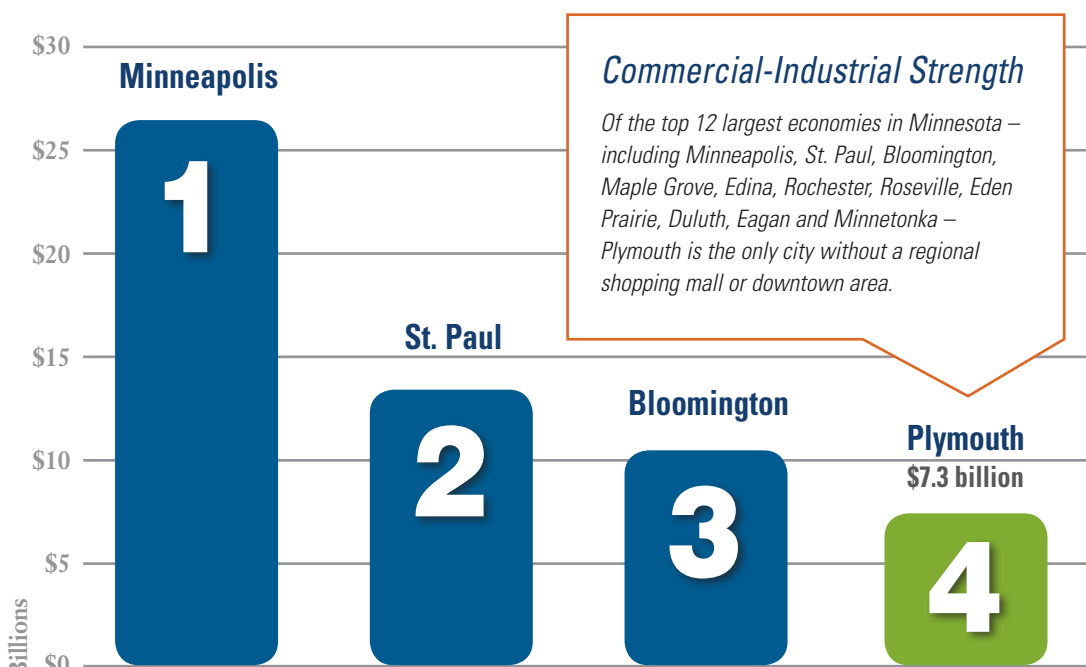 $30
Minneapolis
Commercial-Industrial Strength
Of the top 12 largest economies in Minnesota –
including Minneapolis, St. Paul, Bloomington,
Maple Grove, Edina, Rochester, Roseville, Eden
Prairie, Duluth, Eagan and Minnetonka –
Plymouth is the only city without a regional
shopping mall or downtown area.
$25
1
$20
St. Paul
$15
Bloomington
2
Plymouth
$7.3 billion
$10
3
4
$5
Billions
$0